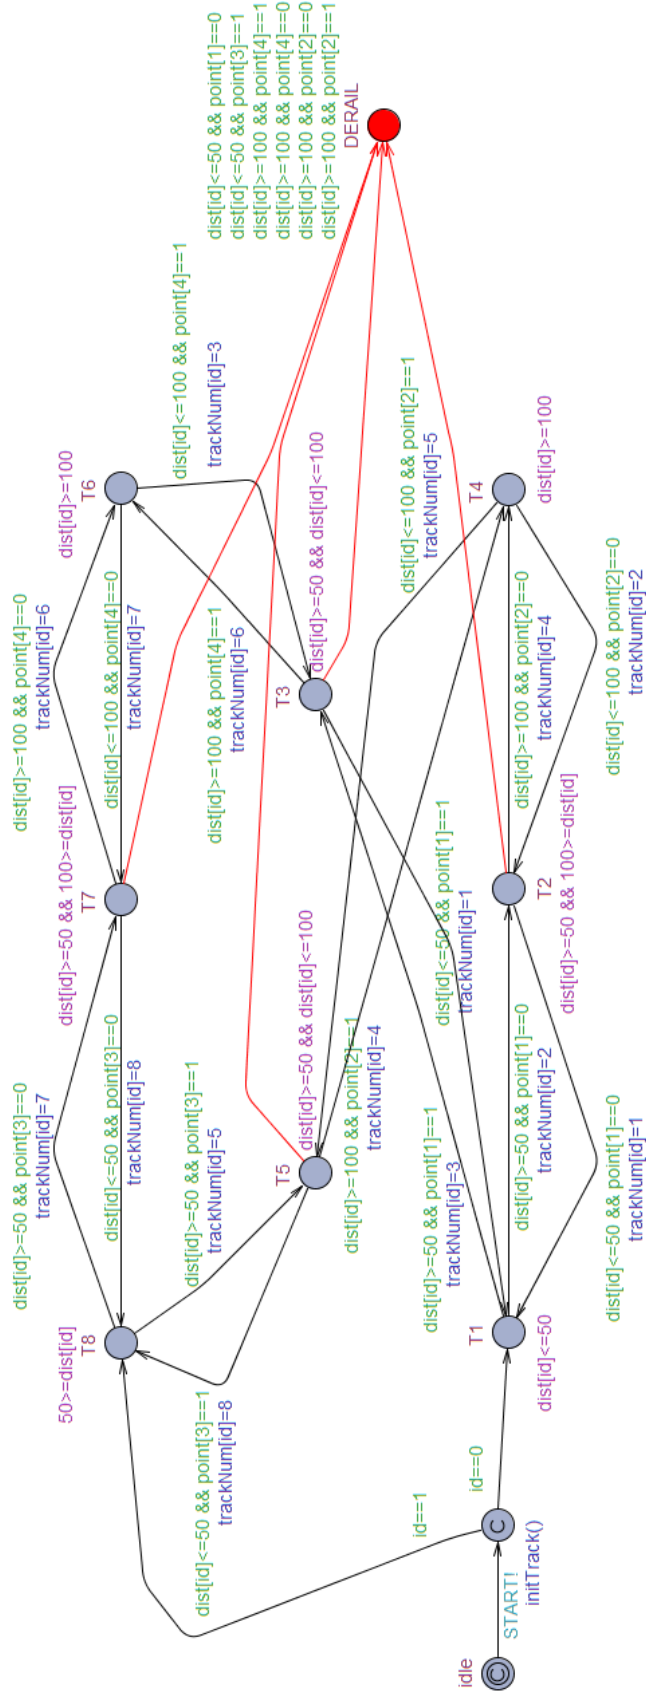 idle
START!
initTrack()
id==1
id==0
dist[id]<=50 && point[3]==1
trackNum[id]=8
50>=dist[id]
T8
T1
dist[id]<=50
dist[id]>=50 && point[3]==0
trackNum[id]=7
dist[id]<=50 && point[3]==0
trackNum[id]=8
dist[id]>=50 && point[3]==1
trackNum[id]=5
T5
dist[id]>=50 && dist[id]<=100
dist[id]>=100 && point[2]==1
trackNum[id]=4
dist[id]>=50 && point[1]==1
trackNum[id]=3
dist[id]<=50 && point[1]==1
trackNum[id]=1
dist[id]>=50 && point[1]==0
trackNum[id]=2
dist[id]<=50 && point[1]==0
trackNum[id]=1
dist[id]>=50 && 100>=dist[id]
T7
T2
dist[id]>=50 && 100>=dist[id]
dist[id]>=100 && point[4]==0
trackNum[id]=6
dist[id]<=100 && point[4]==0
trackNum[id]=7
dist[id]>=100 && point[4]==1
trackNum[id]=6
T3
dist[id]>=50 && dist[id]<=100
dist[id]<=100 && point[2]==1
trackNum[id]=5
dist[id]>=100 && point[2]==0
trackNum[id]=4
dist[id]<=100 && point[2]==0
trackNum[id]=2
dist[id]>=100
T6
T4
dist[id]>=100
dist[id]<=100 && point[4]==1
trackNum[id]=3
dist[id]<=50 && point[1]==0
dist[id]<=50 && point[3]==1
dist[id]>=100 && point[4]==1
dist[id]>=100 && point[4]==0
dist[id]>=100 && point[2]==0
dist[id]>=100 && point[2]==1
DERAIL